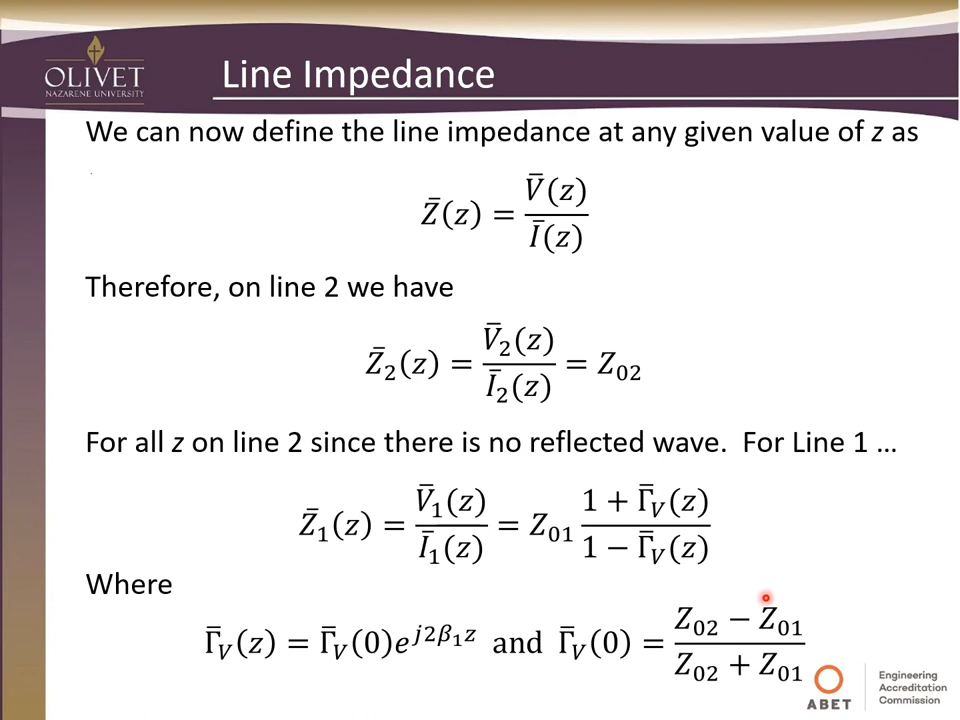 OLIVET
NAZARENE UNIVERSITY
Line Impedance
We can now define the line impedance at any given value of z as
Z̄(z) = V̄(z) / Ī(z)
Therefore, on line 2 we have
Z̄₂(z) = V̄₂(z) / Ī₂(z) = Z₀₂
For all z on line 2 since there is no reflected wave. For Line 1 …
Z̄₁(z) = V̄₁(z) / Ī₁(z) = Z₀₁ (1 + Γ̄_V(z)) / (1 − Γ̄_V(z))
Where
Γ̄_V(z) = Γ̄_V(0)e^{j2β₁z} and Γ̄_V(0) = (Z₀₂ − Z₀₁) / (Z₀₂ + Z₀₁)
ABET
Engineering
Accreditation
Commission